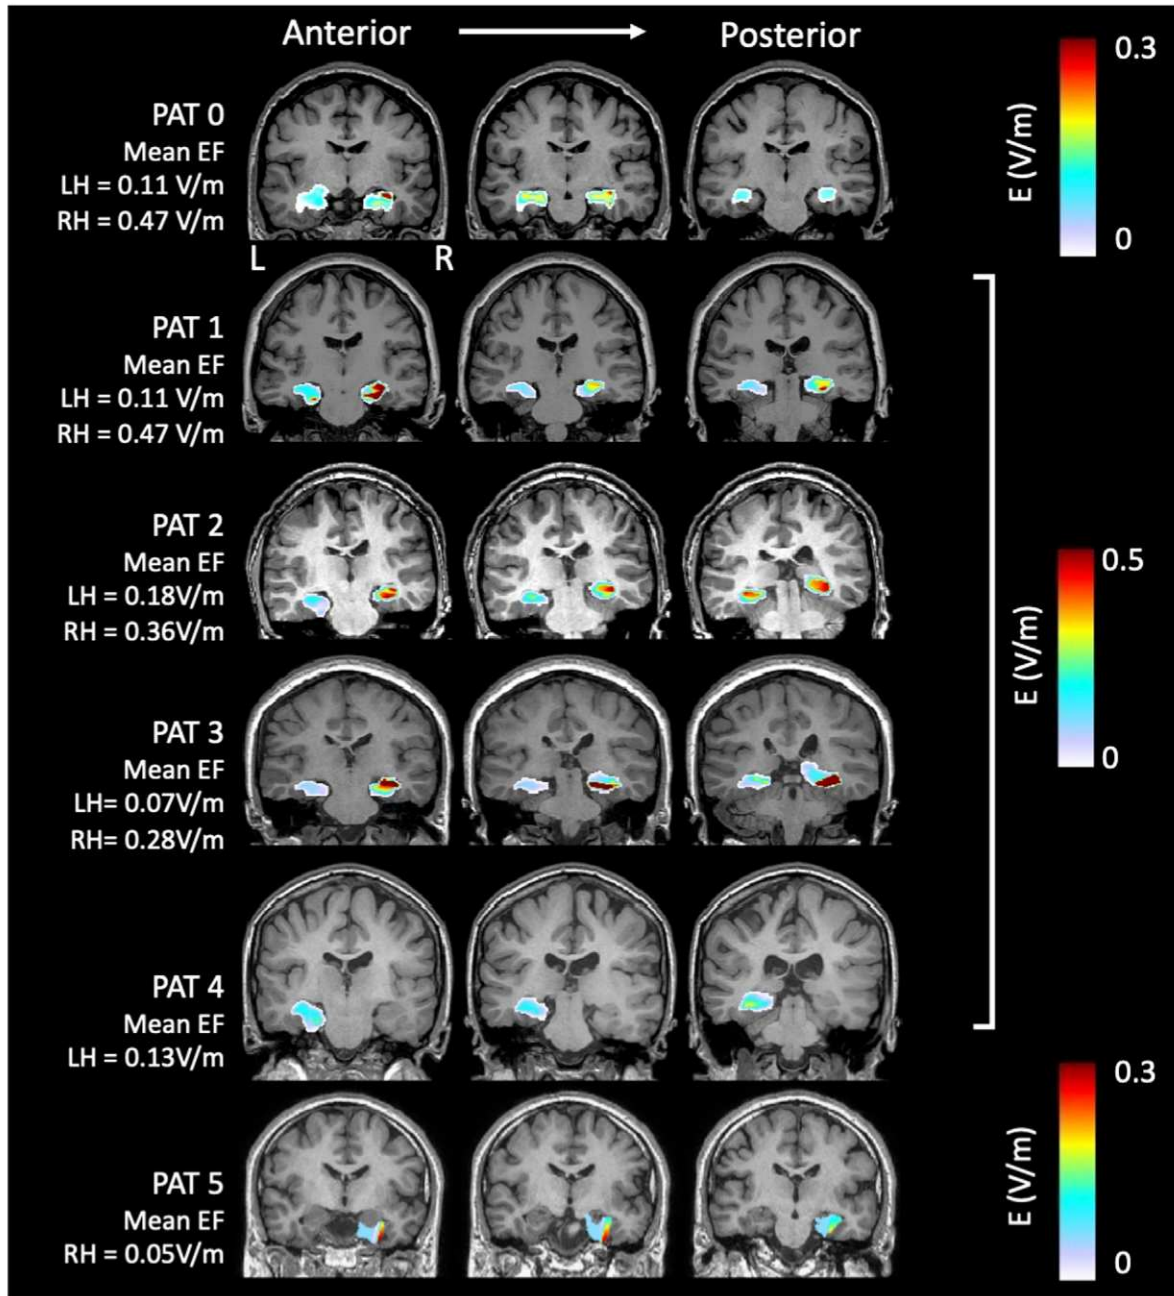 Anterior
Posterior
PAT 0
Mean EF
LH = 0.11 V/m
RH = 0.47 V/m
E (V/m)
0.3
0
L
R
PAT 1
Mean EF
LH = 0.11 V/m
RH = 0.47 V/m
PAT 2
Mean EF
LH = 0.18V/m
RH = 0.36V/m
E (V/m)
0.5
0
PAT 3
Mean EF
LH= 0.07V/m
RH= 0.28V/m
PAT 4
Mean EF
LH = 0.13V/m
PAT 5
Mean EF
RH = 0.05V/m
E (V/m)
0.3
0